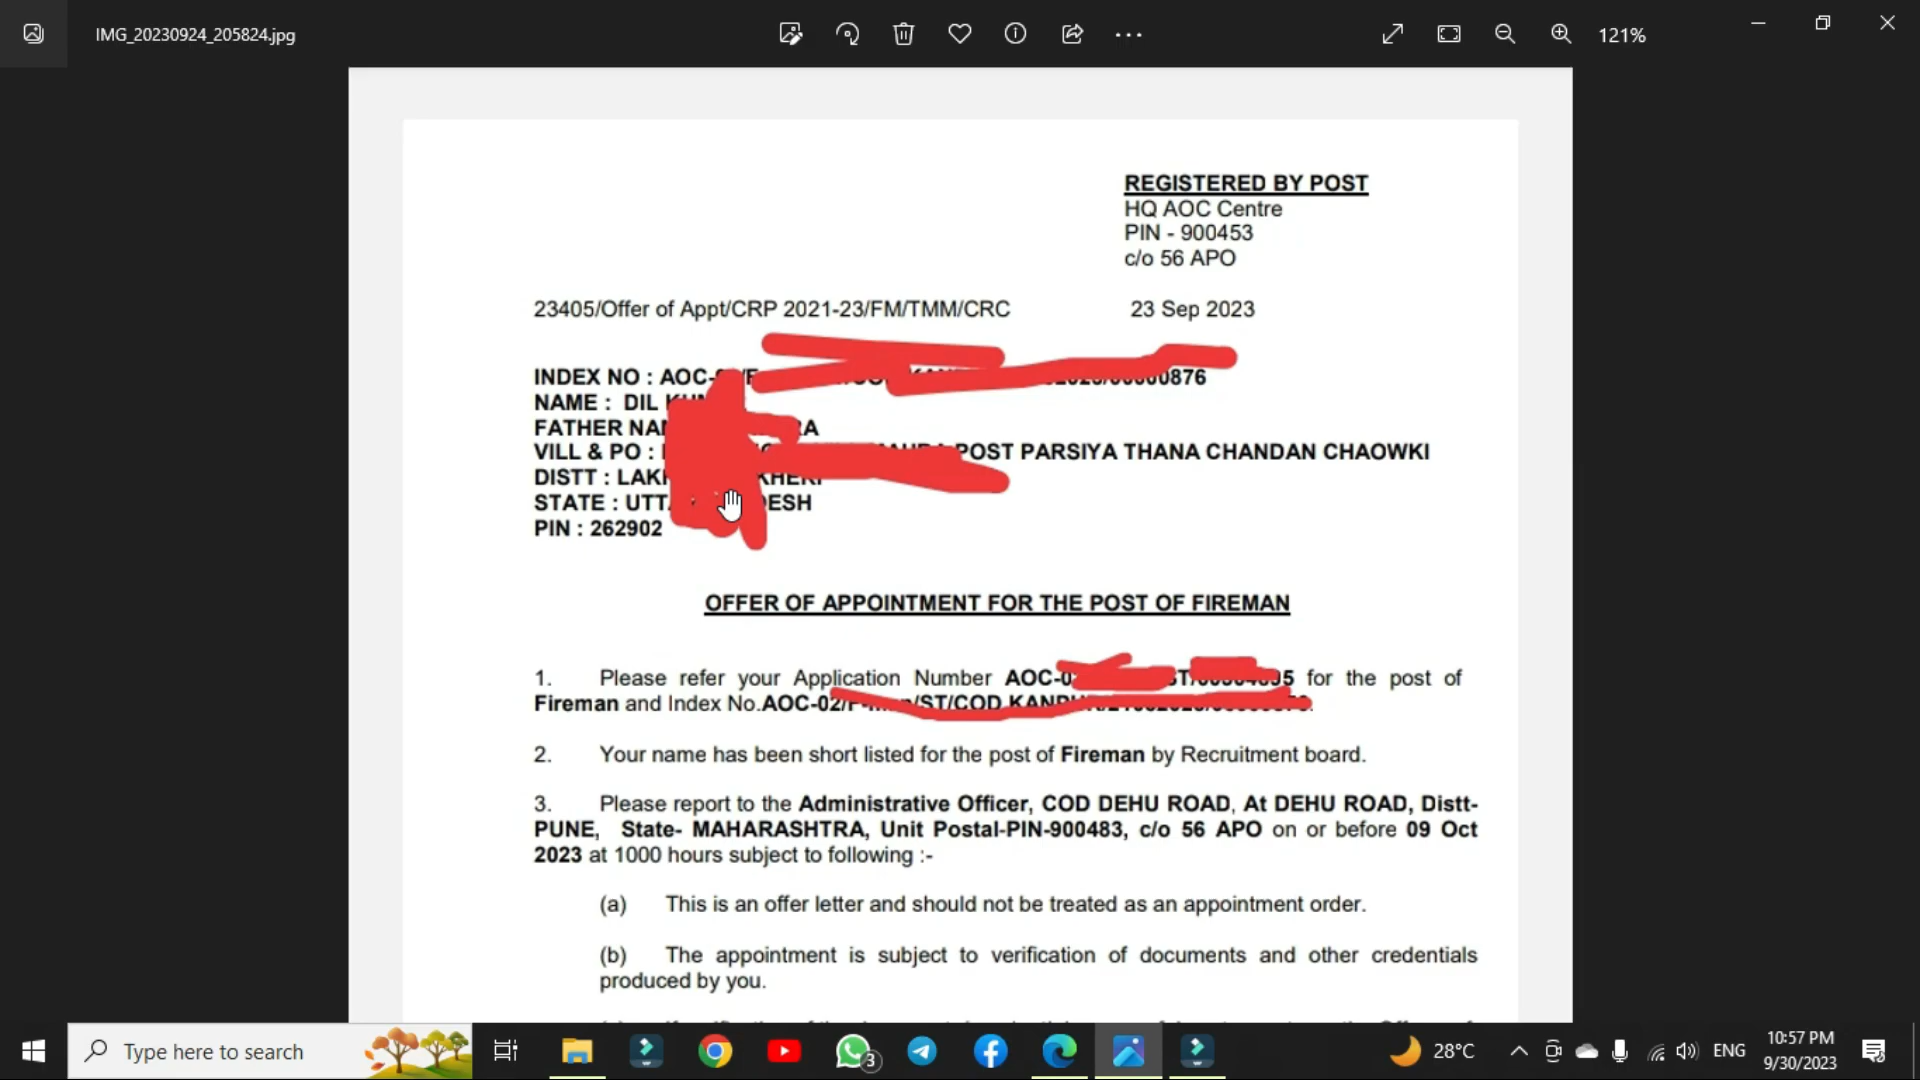 IMG_20230924_205824.jpg
121%
REGISTERED BY POST
HQ AOC Centre
PIN - 900453
c/o 56 APO
23405/Offer of Appt/CRP 2021-23/FM/TMM/CRC 23 Sep 2023
INDEX NO : AOC-
NAME : DIL
FATHER
VILL & PO : POST PARSIYA THANA CHANDAN CHAOWKI
DISTT :
STATE :
PIN : 262902
OFFER OF APPOINTMENT FOR THE POST OF FIREMAN
1. Please refer your Application Number AOC-0 for the post of
Fireman and Index No.AOC-02/ /ST/COD
2. Your name has been short listed for the post of Fireman by Recruitment board.
3. Please report to the Administrative Officer, COD DEHU ROAD, At DEHU ROAD, Distt-
PUNE, State- MAHARASHTRA, Unit Postal-PIN-900483, c/o 56 APO on or before 09 Oct
2023 at 1000 hours subject to following :-
(a) This is an offer letter and should not be treated as an appointment order.
(b) The appointment is subject to verification of documents and other credentials
produced by you.
Type here to search
3
28°C
ENG
10:57 PM
9/30/2023